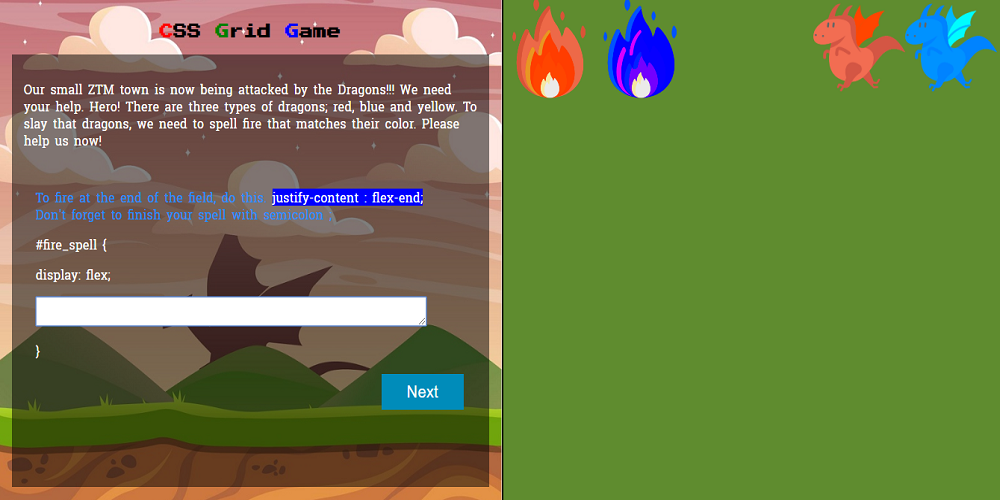 CSS Grid Game
Our small ZTM town is now being attacked by the Dragons!!! We need
your help. Hero! There are three types of dragons; red, blue and yellow. To
slay that dragons, we need to spell fire that matches their color. Please
help us now!
To fire at the end of the field, do this justify-content : flex-end;
Don't forget to finish your spell with semicolon ;
#fire_spell {
display: flex;
}
Next